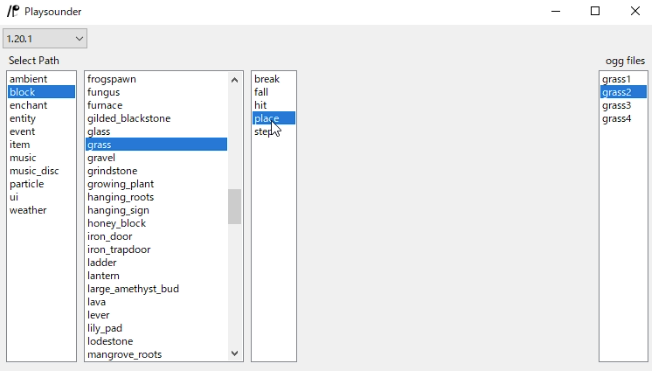 Playsounder
1.20.1
Select Path
ogg files
ambient
block
enchant
entity
event
item
music
music_disc
particle
ui
weather
frogspawn
fungus
furnace
gilded_blackstone
glass
grass
gravel
grindstone
growing_plant
hanging_roots
hanging_sign
honey_block
iron_door
iron_trapdoor
ladder
lantern
large_amethyst_bud
lava
lever
lily_pad
lodestone
mangrove_roots
break
fall
hit
place
step
grass1
grass2
grass3
grass4